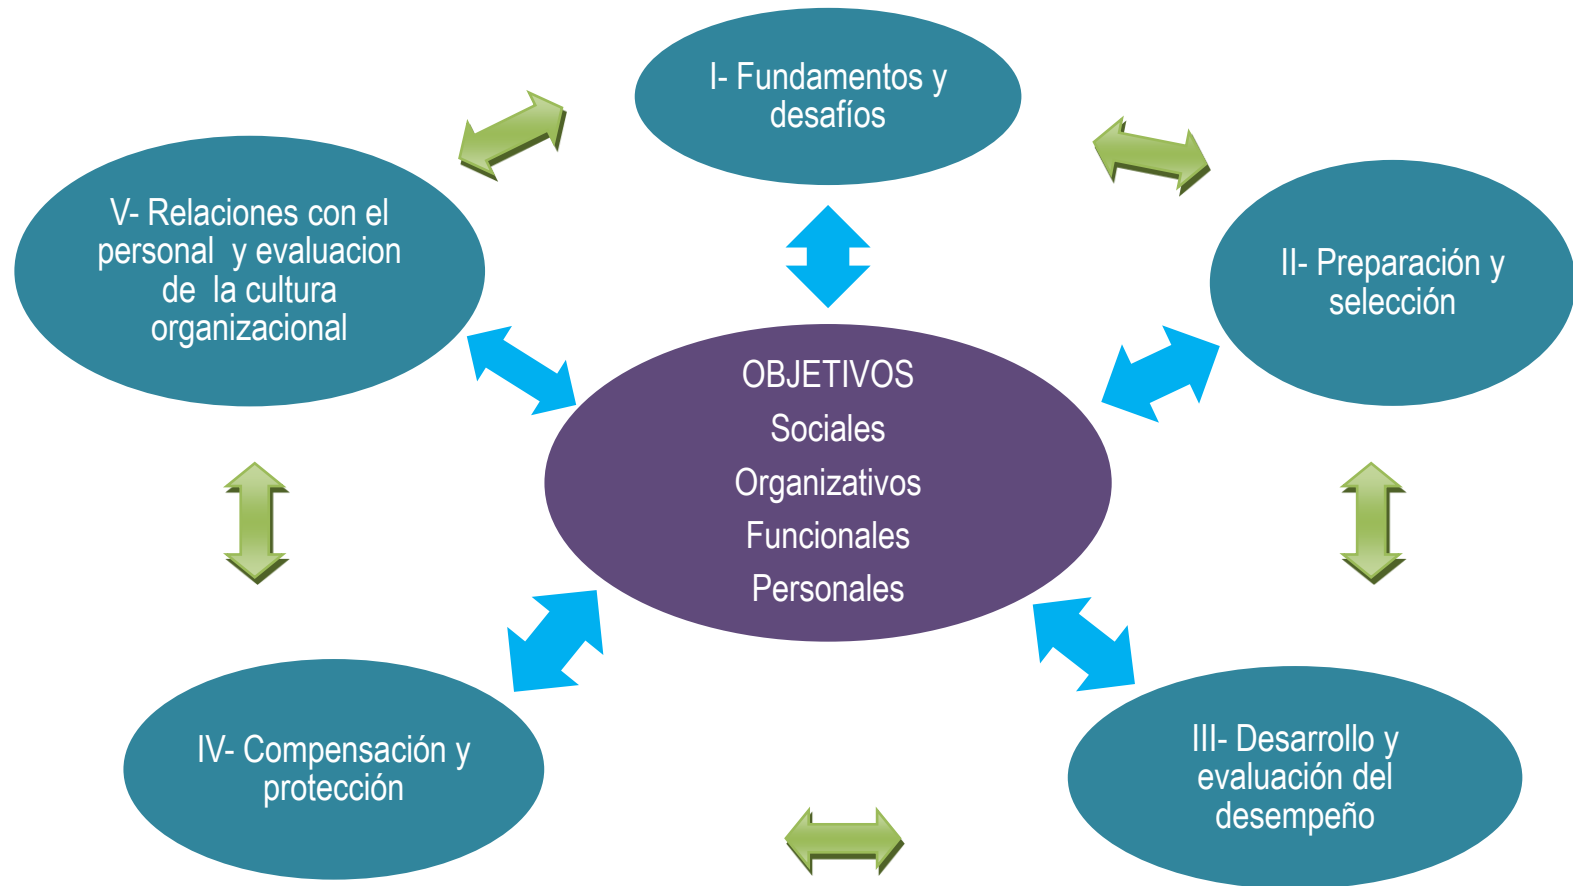 I- Fundamentos y
desafíos
V- Relaciones con el
personal y evaluacion
de la cultura
organizacional
II- Preparación y
selección
OBJETIVOS
Sociales
Organizativos
Funcionales
Personales
IV- Compensación y
protección
III- Desarrollo y
evaluación del
desempeño